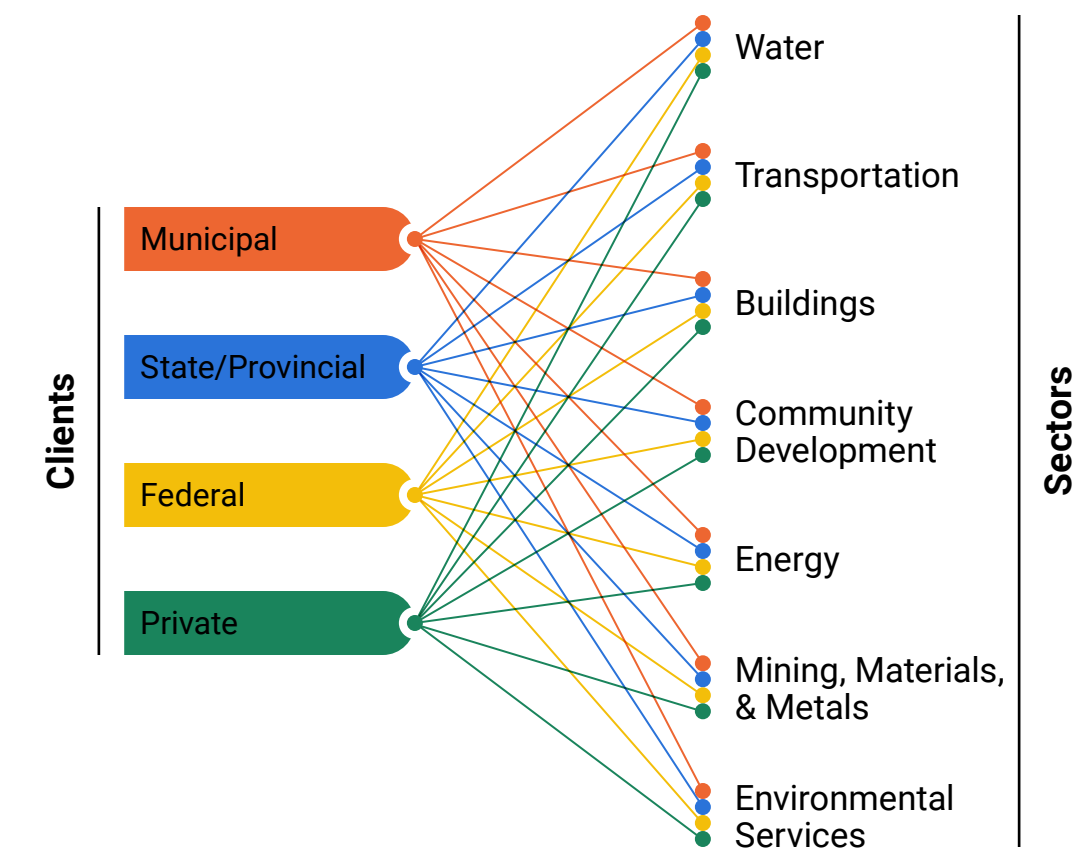 Clients
Municipal
State/Provincial
Federal
Private
Water
Transportation
Buildings
Community
Development
Energy
Mining, Materials,
& Metals
Environmental
Services
Sectors